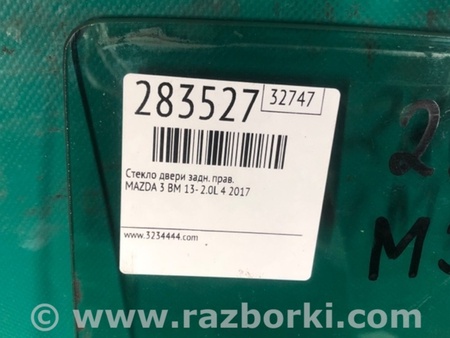 283527
32747
Стекло двери задн. прав.
MAZDA 3 BM 13- 2.0L 4 2017
www.3234444.com
2
www.razborki.com